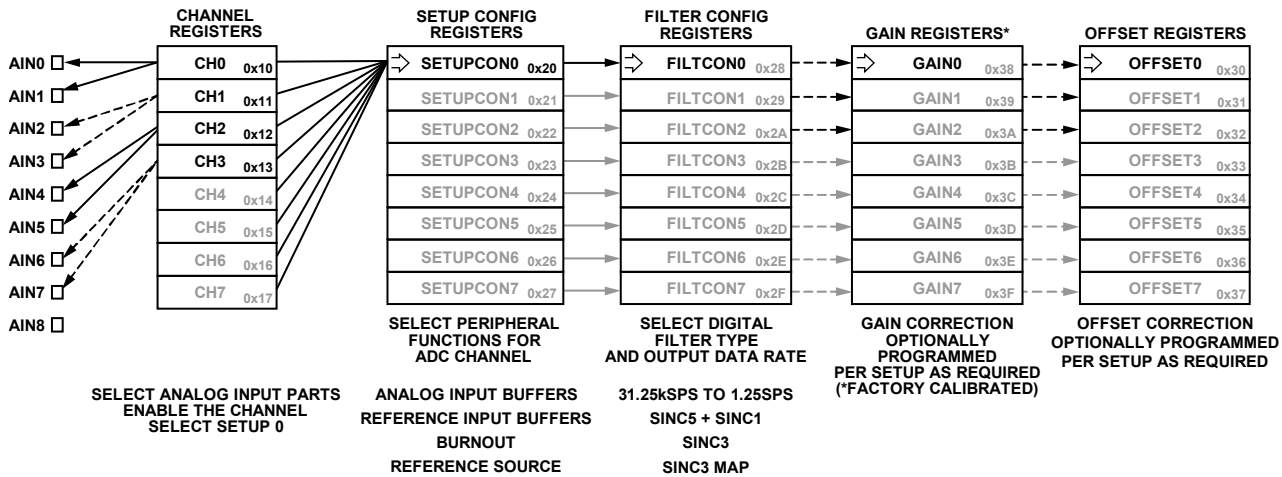 CHANNEL
REGISTERS
SETUP CONFIG
REGISTERS
FILTER CONFIG
REGISTERS
GAIN REGISTERS*
OFFSET REGISTERS
AIN0
AIN1
AIN2
AIN3
AIN4
AIN5
AIN6
AIN7
AIN8
CH0 0x10
CH1 0x11
CH2 0x12
CH3 0x13
CH4 0x14
CH5 0x15
CH6 0x16
CH7 0x17
SELECT ANALOG INPUT PARTS
ENABLE THE CHANNEL
SELECT SETUP 0
SETUPCON0 0x20
SETUPCON1 0x21
SETUPCON2 0x22
SETUPCON3 0x23
SETUPCON4 0x24
SETUPCON5 0x25
SETUPCON6 0x26
SETUPCON7 0x27
SELECT PERIPHERAL
FUNCTIONS FOR
ADC CHANNEL
ANALOG INPUT BUFFERS
REFERENCE INPUT BUFFERS
BURNOUT
REFERENCE SOURCE
FILTCON0 0x28
FILTCON1 0x29
FILTCON2 0x2A
FILTCON3 0x2B
FILTCON4 0x2C
FILTCON5 0x2D
FILTCON6 0x2E
FILTCON7 0x2F
SELECT DIGITAL
FILTER TYPE
AND OUTPUT DATA RATE
31.25kSPS TO 1.25SPS
SINC5 + SINC1
SINC3
SINC3 MAP
GAIN0 0x38
GAIN1 0x39
GAIN2 0x3A
GAIN3 0x3B
GAIN4 0x3C
GAIN5 0x3D
GAIN6 0x3E
GAIN7 0x3F
GAIN CORRECTION
OPTIONALLY
PROGRAMMED
PER SETUP AS REQUIRED
(*FACTORY CALIBRATED)
OFFSET0 0x30
OFFSET1 0x31
OFFSET2 0x32
OFFSET3 0x33
OFFSET4 0x34
OFFSET5 0x35
OFFSET6 0x36
OFFSET7 0x37
OFFSET CORRECTION
OPTIONALLY PROGRAMMED
PER SETUP AS REQUIRED